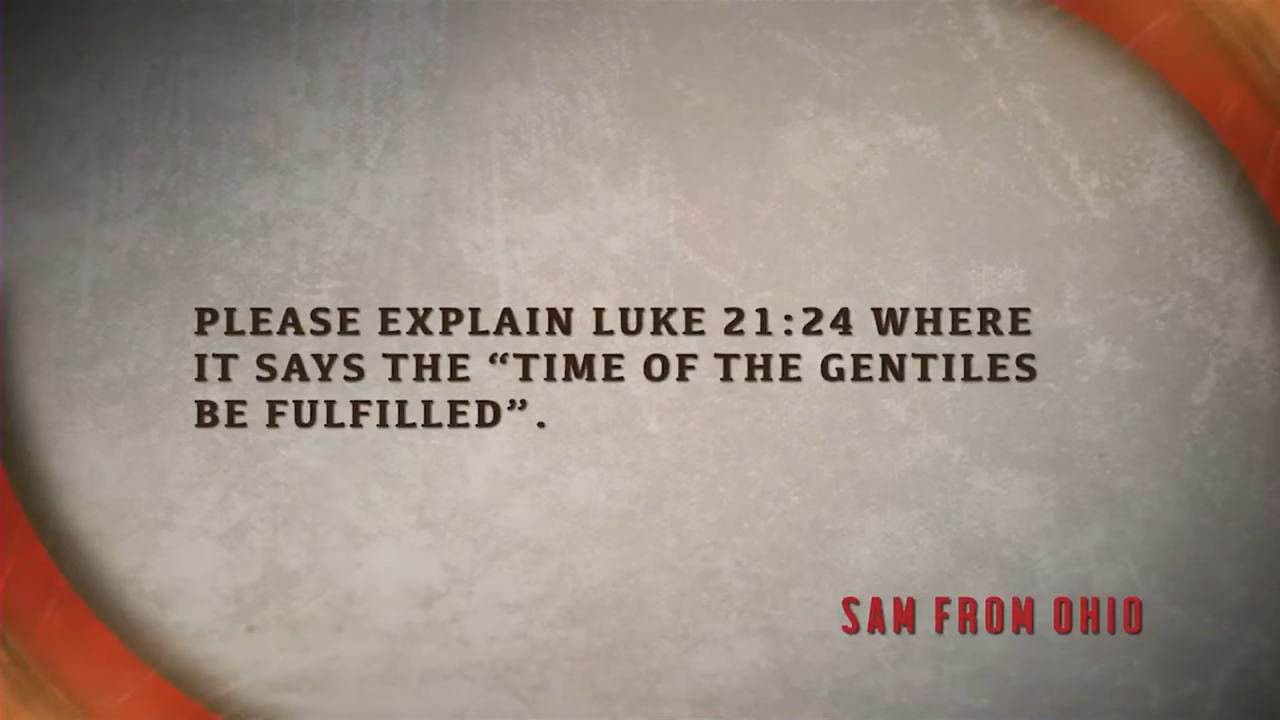 PLEASE EXPLAIN LUKE 21:24 WHERE
IT SAYS THE “TIME OF THE GENTILES
BE FULFILLED”.
SAM FROM OHIO